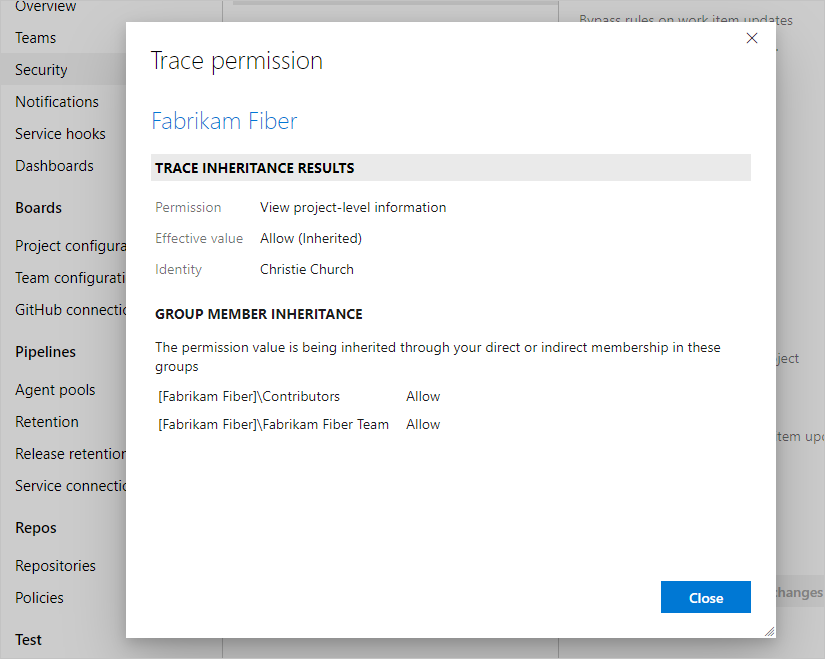 Overview
Teams
Security
Notifications
Service hooks
Dashboards
Boards
Project configura
Team configurati
GitHub connectio
Pipelines
Agent pools
Retention
Release retention
Service connectio
Repos
Repositories
Policies
Test
Bypass rules on work item updates
Trace permission
Fabrikam Fiber
TRACE INHERITANCE RESULTS
Permission View project-level information
Effective value Allow (Inherited)
Identity Christie Church
GROUP MEMBER INHERITANCE
The permission value is being inherited through your direct or indirect membership in these
groups
[Fabrikam Fiber]\Contributors Allow
[Fabrikam Fiber]\Fabrikam Fiber Team Allow
Close
ject
tem upd
changes